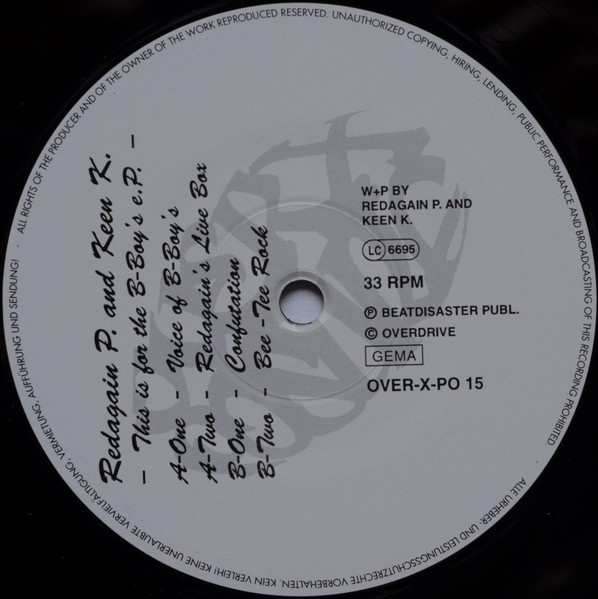 Redagain P. and Keen K.
- This is for the B-Boy's e.P. -
A-One - Voice of B-Boy's
A-Two - Redagain's Live Box
B-One - Confutation
B-Two - Bee-Tee Rock
W+P BY
REDAGAIN P. AND
KEEN K.
LC 6695
33 RPM
Ⓟ BEATDISASTER PUBL.
© OVERDRIVE
GEMA
OVER-X-PO 15
ALL RIGHTS OF THE PRODUCER AND OF THE OWNER OF THE WORK REPRODUCED RESERVED. UNAUTHORIZED COPYING, HIRING, LENDING, PUBLIC PERFORMANCE AND BROADCASTING OF THIS RECORDING PROHIBITED
· ALLE URHEBER- UND LEISTUNGSSCHUTZRECHTE VORBEHALTEN. KEIN VERLEIH! KEINE UNERLAUBTE VERVIELFÄLTIGUNG, VERMIETUNG, AUFFÜHRUNG UND SENDUNG! ·